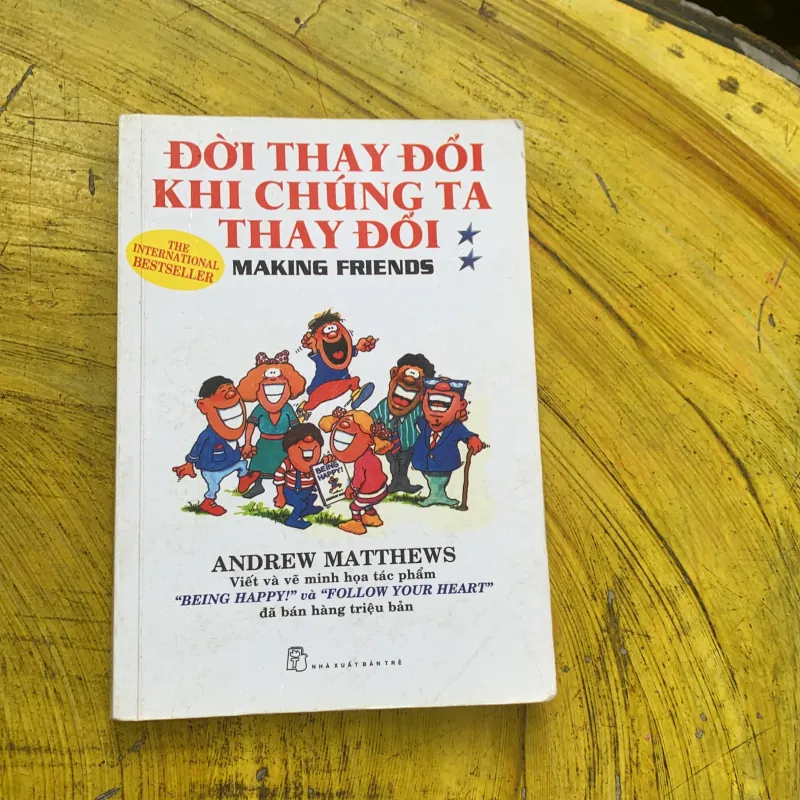 ĐỜI THAY ĐỔI
KHI CHÚNG TA
THAY ĐỔI
THE
INTERNATIONAL
BESTSELLER
MAKING FRIENDS
BEING
HAPPY!
ANDREW MATTHEWS
Viết và vẽ minh họa tác phẩm
"BEING HAPPY!" và "FOLLOW YOUR HEART"
đã bán hàng triệu bản
NHÀ XUẤT BẢN TRẺ